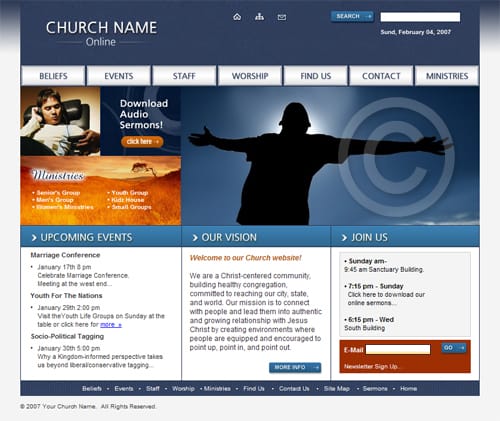 CHURCH NAME
Online
SEARCH
Sund, February 04, 2007
BELIEFS
EVENTS
STAFF
WORSHIP
FIND US
CONTACT
MINISTRIES
Download
Audio
Sermons!
click here
©
Ministries
• Senior's Group
• Men's Group
• Women's Ministries
• Youth Group
• Kidz House
• Small Groups
UPCOMING EVENTS
Marriage Conference
• January 17th 8 pm
Celebrate Marriage Conference.
Meeting at the west end...
Youth For The Nations
• January 29th 2:00 pm
Visit theYouth Life Groups on Sunday at the
table or click here for more »
Socio-Political Tagging
• January 30th 5:00 pm
Why a Kingdom-informed perspective takes
us beyond liberal/conservative tagging...
OUR VISION
Welcome to our Church website!
We are a Christ-centered community,
building healthy congregation,
committed to reaching our city, state,
and world. Our mission is to connect
with people and lead them into authentic
and growing relationship with Jesus
Christ by creating environments where
people are equipped and encouraged to
point up, point in, and point out.
MORE INFO
JOIN US
• Sunday am-
9:45 am Sanctuary Building.
• 7:15 pm - Sunday
Click here to download our
online sermons...
• 6:15 pm - Wed
South Building
E-Mail
GO
Newsletter Sign Up...
Beliefs • Events • Staff • Worship • Ministries • Find Us • Contact Us • Site Map • Sermons • Home
© 2007 Your Church Name. All Rights Reserved.